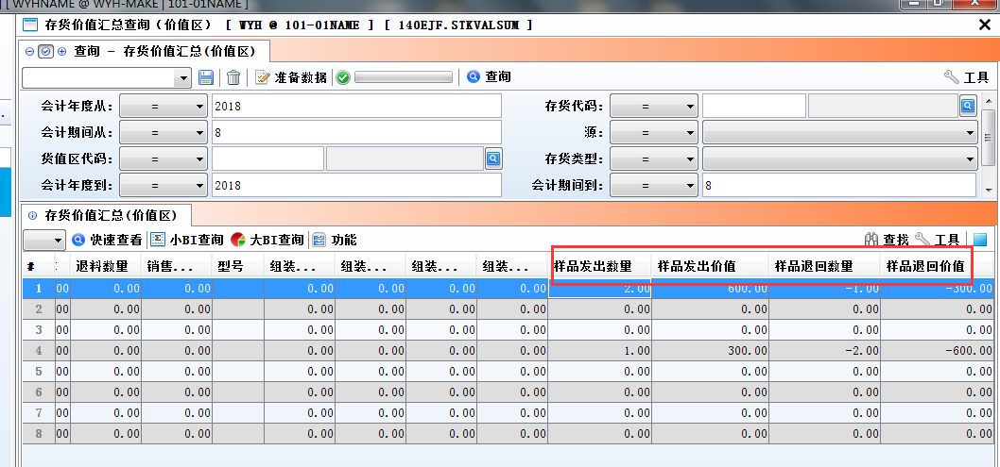 [ WYHNAME @ WYH-MAKE | 101-01NAME ]
存货价值汇总查询（价值区） [ WYH @ 101-01NAME ] [ 140EJF.STKVALSUM ]
查询 - 存货价值汇总(价值区)
准备数据 查询 工具
会计年度从: = 2018 存货代码: =
会计期间从: = 8 源: =
货值区代码: = 存货类型: =
会计年度到: = 2018 会计期间到: = 8
存货价值汇总(价值区)
快速查看 小BI查询 大BI查询 功能 查找 工具
# 退料数量 销售... 型号 组装... 组装... 组装... 组装... 样品发出数量 样品发出价值 样品退回数量 样品退回价值
1 00 0.00 0.00 0.00 0.00 0.00 0.00 2.00 600.00 -1.00 -300.00
2 00 0.00 0.00 0.00 0.00 0.00 0.00 0.00 0.00 0.00 0.00
3 00 0.00 0.00 0.00 0.00 0.00 0.00 0.00 0.00 0.00 0.00
4 00 0.00 0.00 0.00 0.00 0.00 0.00 1.00 300.00 -2.00 -600.00
5 00 0.00 0.00 0.00 0.00 0.00 0.00 0.00 0.00 0.00 0.00
6 00 0.00 0.00 0.00 0.00 0.00 0.00 0.00 0.00 0.00 0.00
7 00 0.00 0.00 0.00 0.00 0.00 0.00 0.00 0.00 0.00 0.00
8 00 0.00 0.00 0.00 0.00 0.00 0.00 0.00 0.00 0.00 0.00